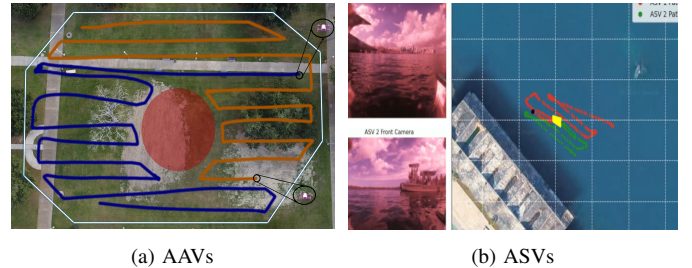 ASV 2 Pat
ASV 2 Front Camera
(a) AAVs
(b) ASVs